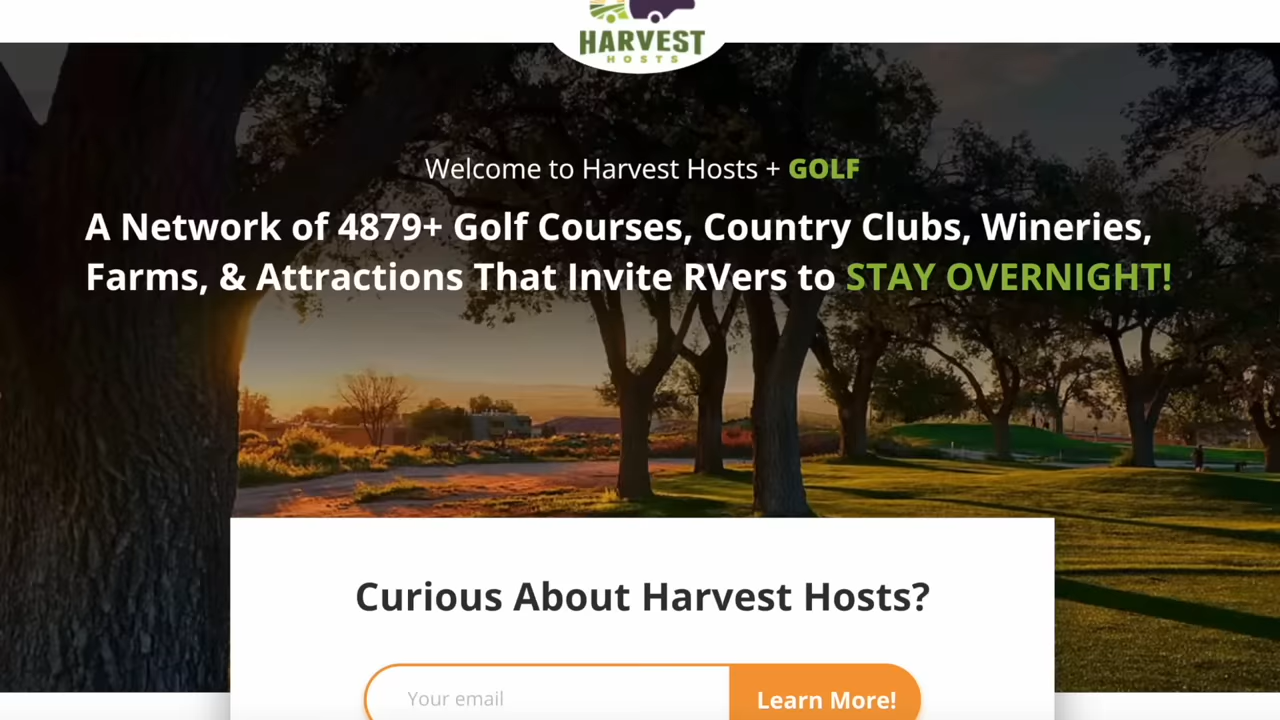 HARVEST
HOSTS
Welcome to Harvest Hosts + GOLF
A Network of 4879+ Golf Courses, Country Clubs, Wineries,
Farms, & Attractions That Invite RVers to STAY OVERNIGHT!
Curious About Harvest Hosts?
Your email
Learn More!